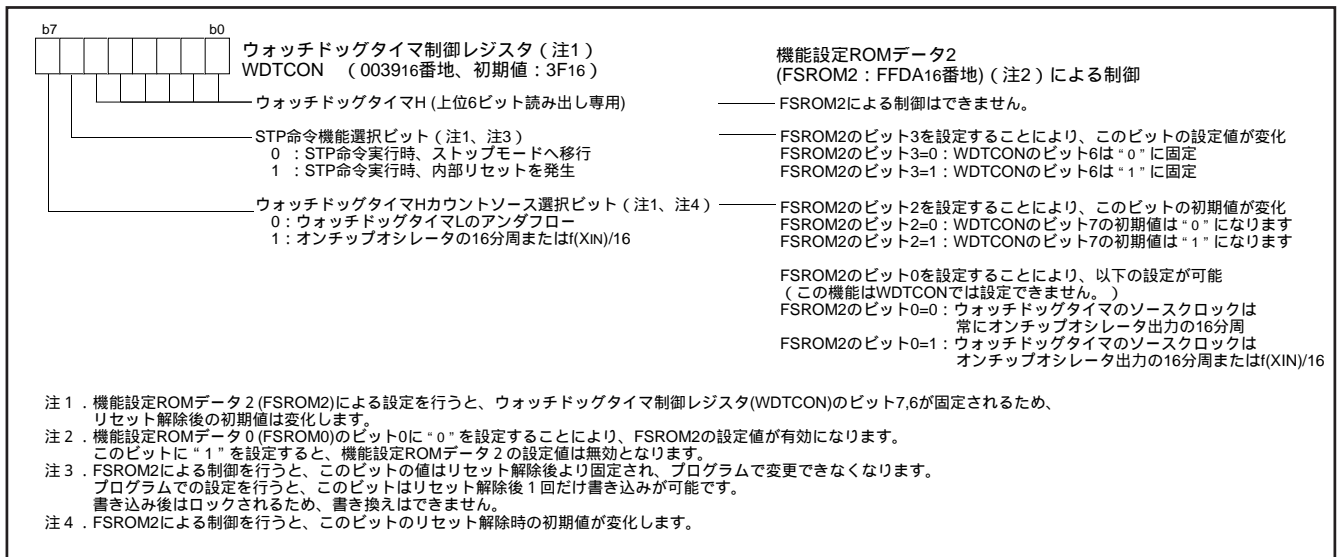 b7 b0
ウォッチドッグタイマ制御レジスタ（注1）
WDTCON （003916番地、初期値：3F16）
機能設定ROMデータ2
(FSROM2：FFDA16番地)（注2）による制御
ウォッチドッグタイマH (上位6ビット読み出し専用)
FSROM2による制御はできません。
STP命令機能選択ビット（注1、注3）
0 ：STP命令実行時、ストップモードへ移行
1 ：STP命令実行時、内部リセットを発生
FSROM2のビット3を設定することにより、このビットの設定値が変化
FSROM2のビット3=0：WDTCONのビット6は“0”に固定
FSROM2のビット3=1：WDTCONのビット6は“1”に固定
ウォッチドッグタイマHカウントソース選択ビット（注1、注4）
0：ウォッチドッグタイマLのアンダフロー
1：オンチップオシレータの16分周またはf(XIN)/16
FSROM2のビット2を設定することにより、このビットの初期値が変化
FSROM2のビット2=0：WDTCONのビット7の初期値は“0”になります
FSROM2のビット2=1：WDTCONのビット7の初期値は“1”になります
FSROM2のビット0を設定することにより、以下の設定が可能
（この機能はWDTCONでは設定できません。）
FSROM2のビット0=0：ウォッチドッグタイマのソースクロックは
常にオンチップオシレータ出力の16分周
FSROM2のビット0=1：ウォッチドッグタイマのソースクロックは
オンチップオシレータ出力の16分周またはf(XIN)/16
注1．機能設定ROMデータ2(FSROM2)による設定を行うと、ウォッチドッグタイマ制御レジスタ(WDTCON)のビット7,6が固定されるため、
リセット解除後の初期値は変化します。
注2．機能設定ROMデータ0(FSROM0)のビット0に“0”を設定することにより、FSROM2の設定値が有効になります。
このビットに“1”を設定すると、機能設定ROMデータ2の設定値は無効となります。
注3．FSROM2による制御を行うと、このビットの値はリセット解除後より固定され、プログラムで変更できなくなります。
プログラムでの設定を行うと、このビットはリセット解除後1回だけ書き込みが可能です。
書き込み後はロックされるため、書き換えはできません。
注4．FSROM2による制御を行うと、このビットのリセット解除時の初期値が変化します。